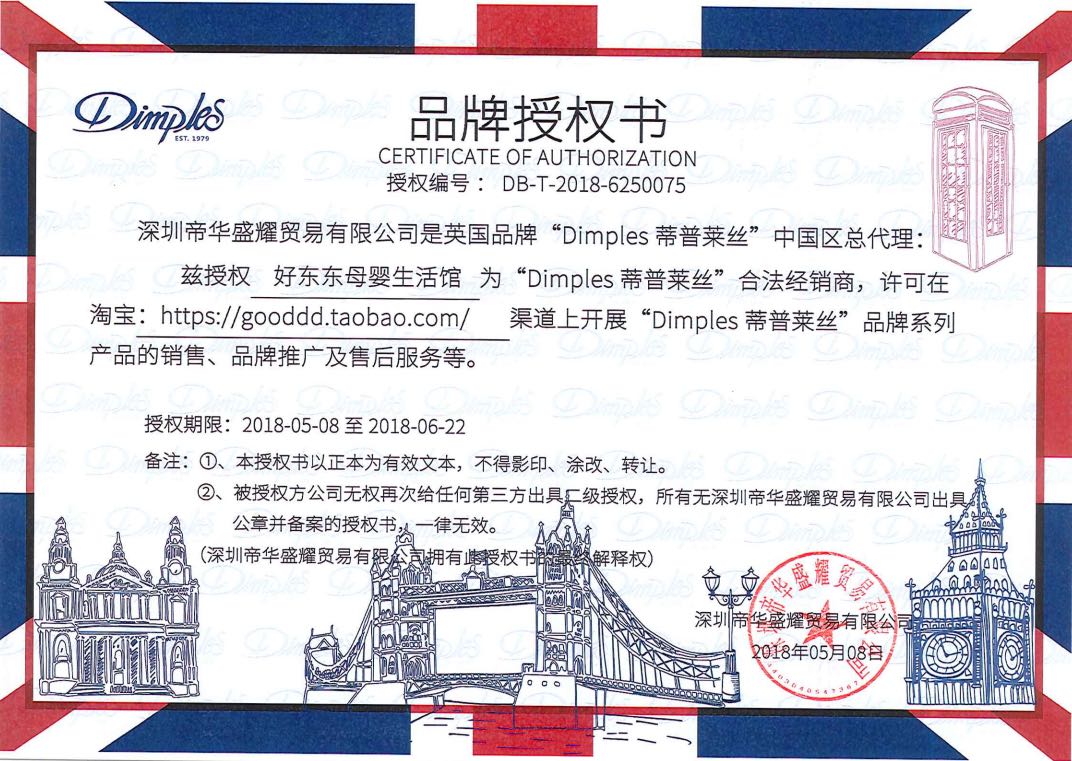 Dimples
EST. 1979
品牌授权书
CERTIFICATE OF AUTHORIZATION
授权编号： DB-T-2018-6250075
深圳帝华盛耀贸易有限公司是英国品牌“Dimples 蒂普莱丝”中国区总代理：
兹授权 好东东母婴生活馆 为“Dimples 蒂普莱丝”合法经销商，许可在
淘宝：https://gooddd.taobao.com/ 渠道上开展“Dimples 蒂普莱丝”品牌系列
产品的销售、品牌推广及售后服务等。
授权期限：2018-05-08 至 2018-06-22
备注：①、本授权书以正本为有效文本，不得影印、涂改、转让。
②、被授权方公司无权再次给任何第三方出具二级授权，所有无深圳帝华盛耀贸易有限公司出具
公章并备案的授权书，一律无效。
（深圳帝华盛耀贸易有限公司拥有此授权书的最终解释权）
深圳帝华盛耀贸易有限公司
2018年05月08日